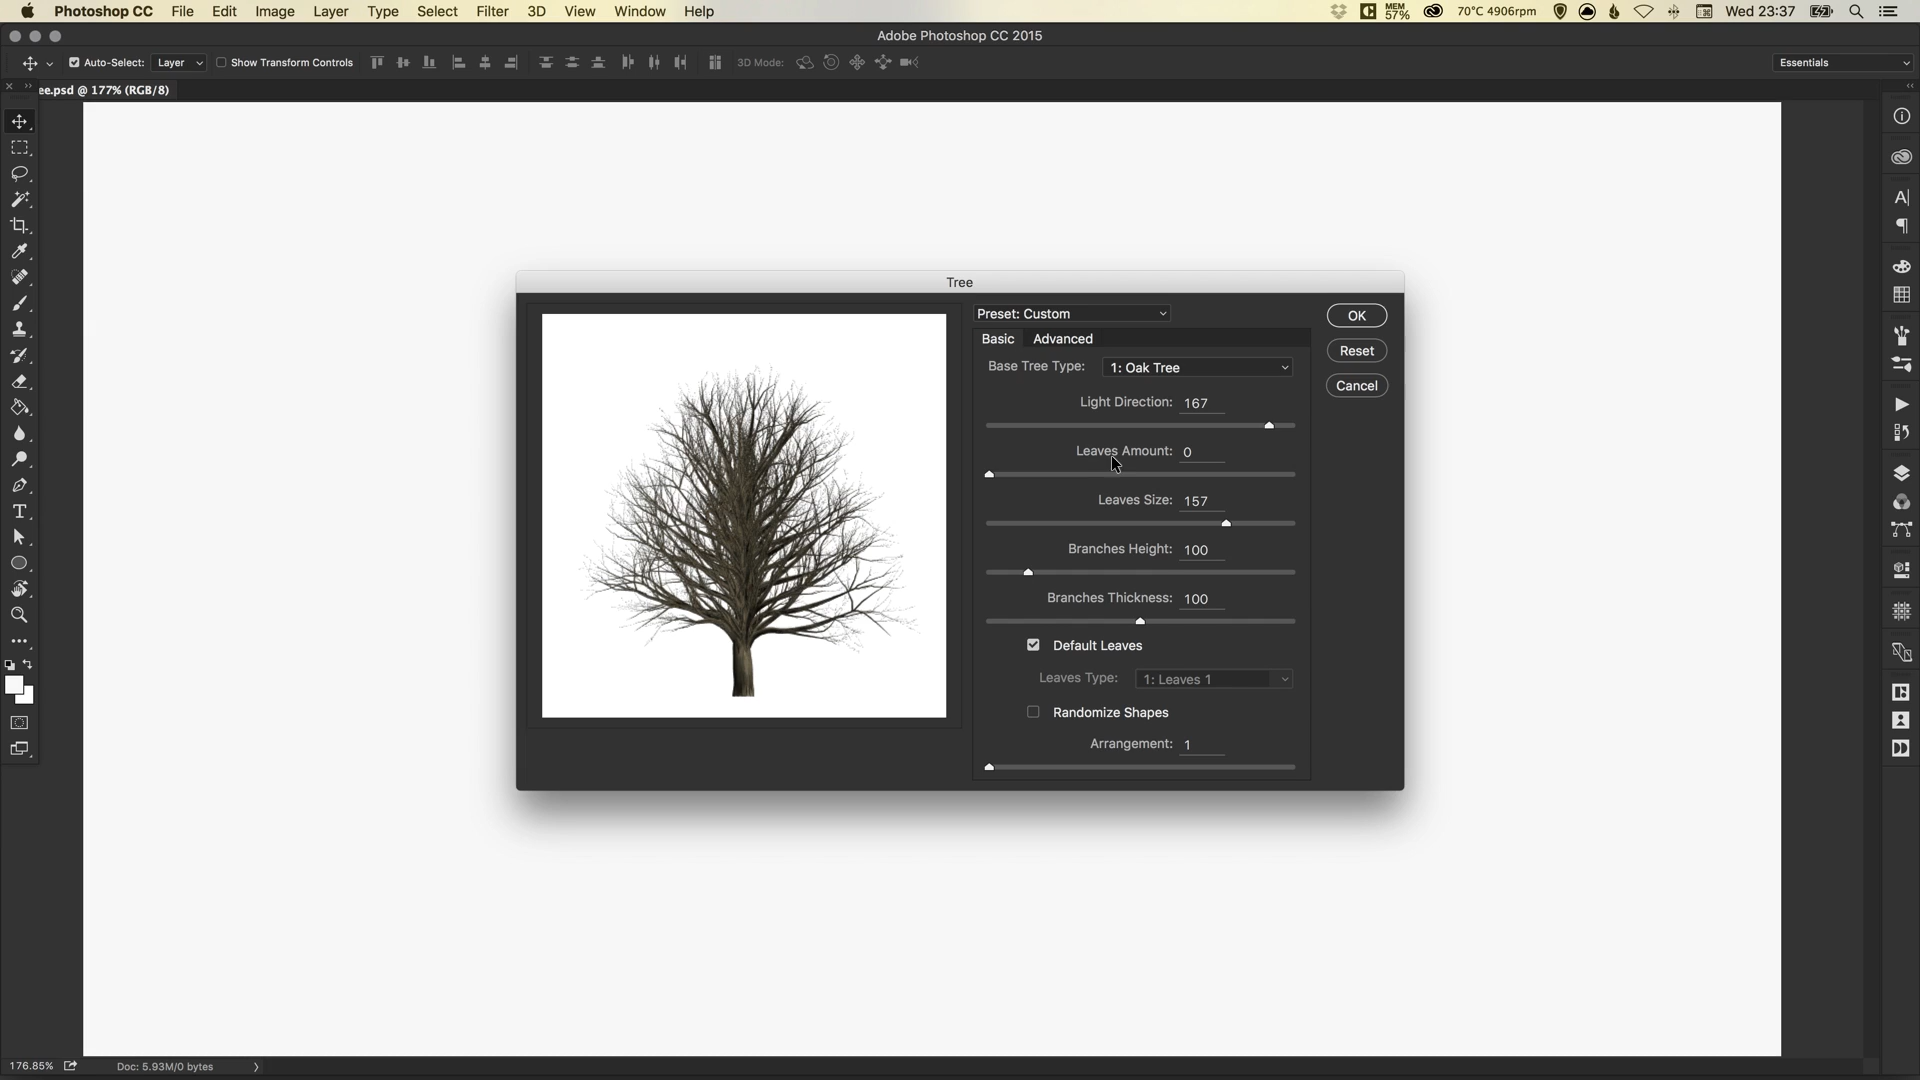 Photoshop CC File Edit Image Layer Type Select Filter 3D View Window Help MEM 57% 70°C 4906rpm Wed 23:37
Adobe Photoshop CC 2015
Auto-Select: Layer Show Transform Controls 3D Mode: Essentials
ee.psd @ 177% (RGB/8)
Tree
Preset: Custom
OK
Basic Advanced
Reset
Base Tree Type: 1: Oak Tree
Cancel
Light Direction: 167
Leaves Amount: 0
Leaves Size: 157
Branches Height: 100
Branches Thickness: 100
Default Leaves
Leaves Type: 1: Leaves 1
Randomize Shapes
Arrangement: 1
176.85% Doc: 5.93M/0 bytes